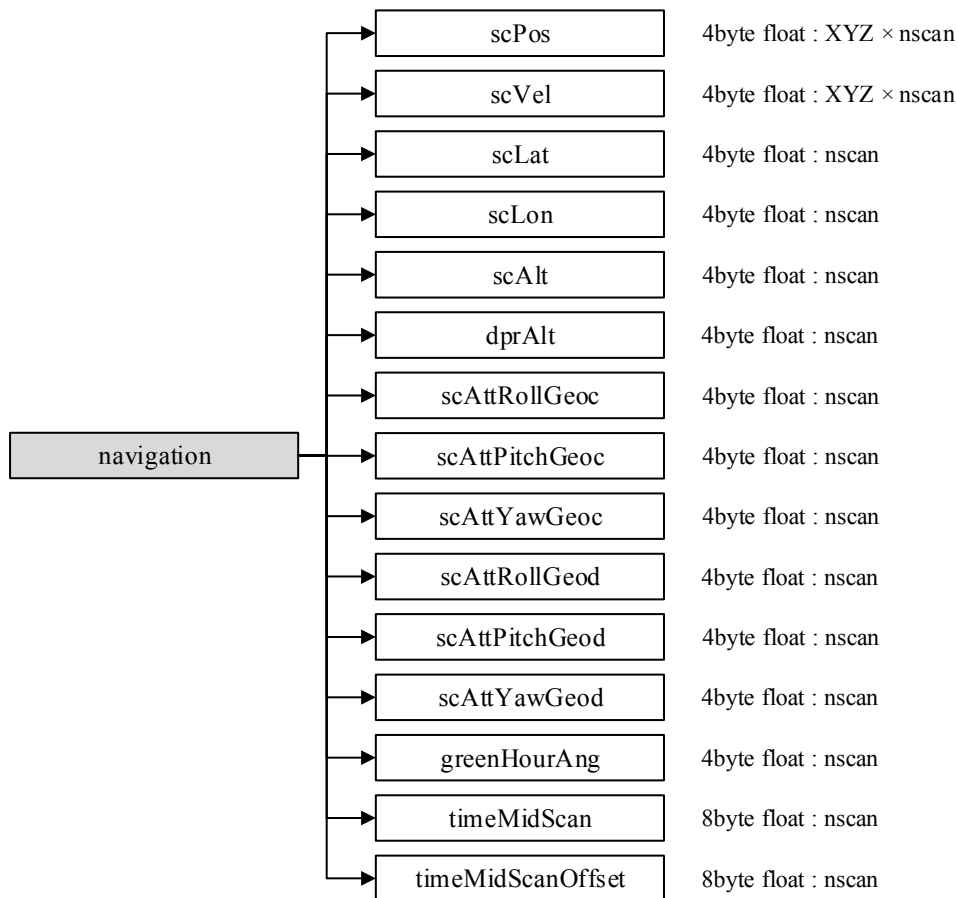 scPos 4byte float : XYZ × nscan
scVel 4byte float : XYZ × nscan
scLat 4byte float : nscan
scLon 4byte float : nscan
scAlt 4byte float : nscan
dprAlt 4byte float : nscan
scAttRollGeoc 4byte float : nscan
navigation scAttPitchGeoc 4byte float : nscan
scAttYawGeoc 4byte float : nscan
scAttRollGeod 4byte float : nscan
scAttPitchGeod 4byte float : nscan
scAttYawGeod 4byte float : nscan
greenHourAng 4byte float : nscan
timeMidScan 8byte float : nscan
timeMidScanOffset 8byte float : nscan